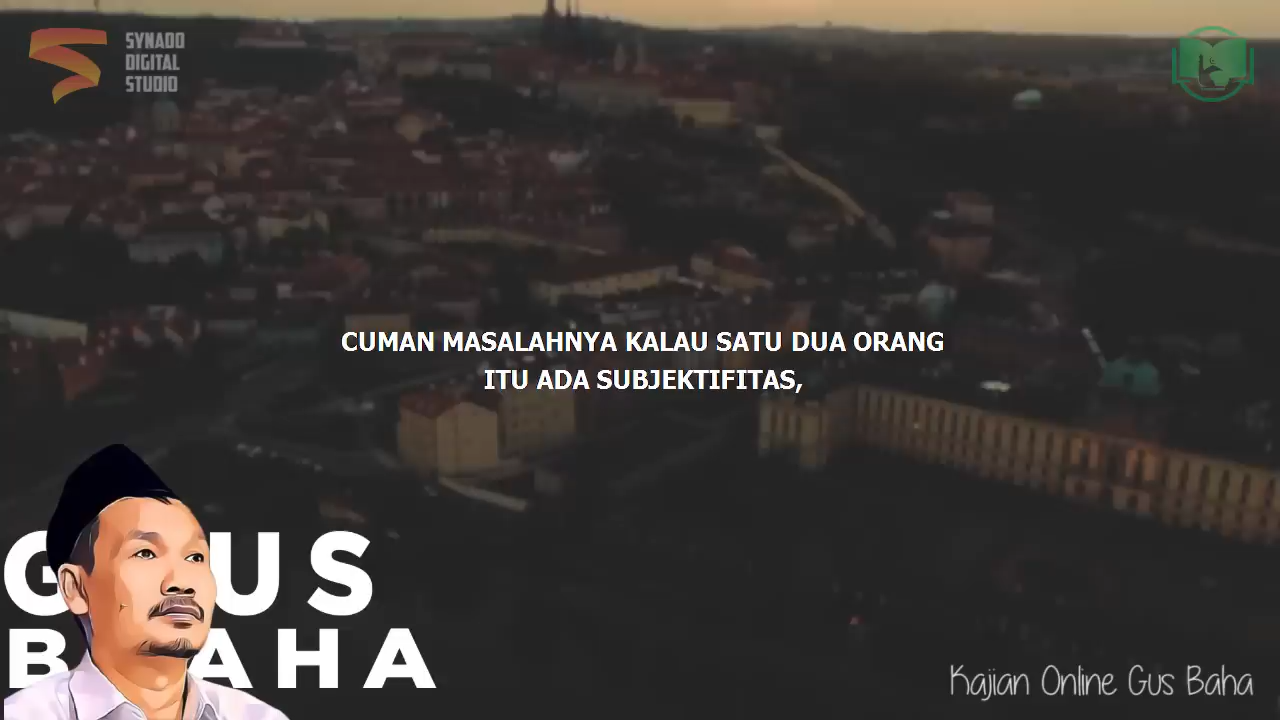 SYNADO
DIGITAL
STUDIO
CUMAN MASALAHNYA KALAU SATU DUA ORANG
ITU ADA SUBJEKTIFITAS,
GUS
BAHA
Kajian Online Gus Baha